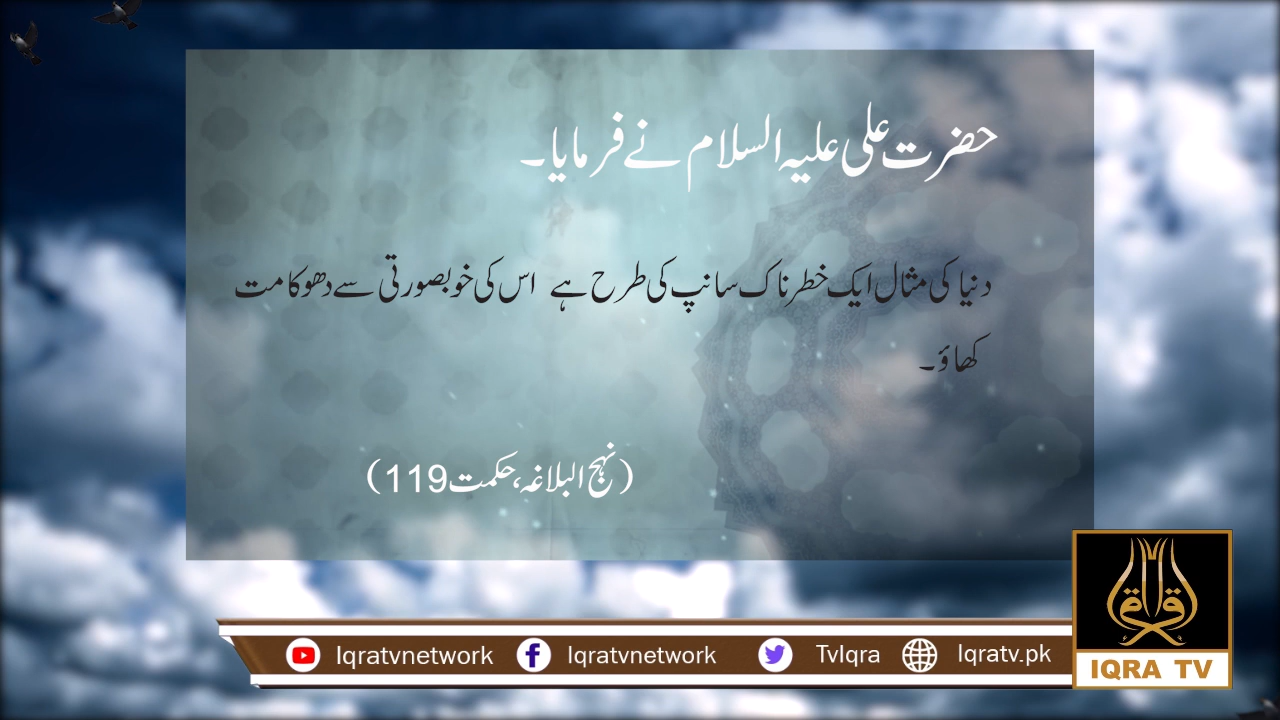 حضرت علی علیہ السلام نے فرمایا۔
دنیا کی مثال ایک خطرناک سانپ کی طرح ہے اس کی خوبصورتی سے دھوکا مت
کھاؤ۔
(نہج البلاغہ، حکمت 119)
Iqratvnetwork Iqratvnetwork TvIqra Iqratv.pk
اقرا
IQRA TV